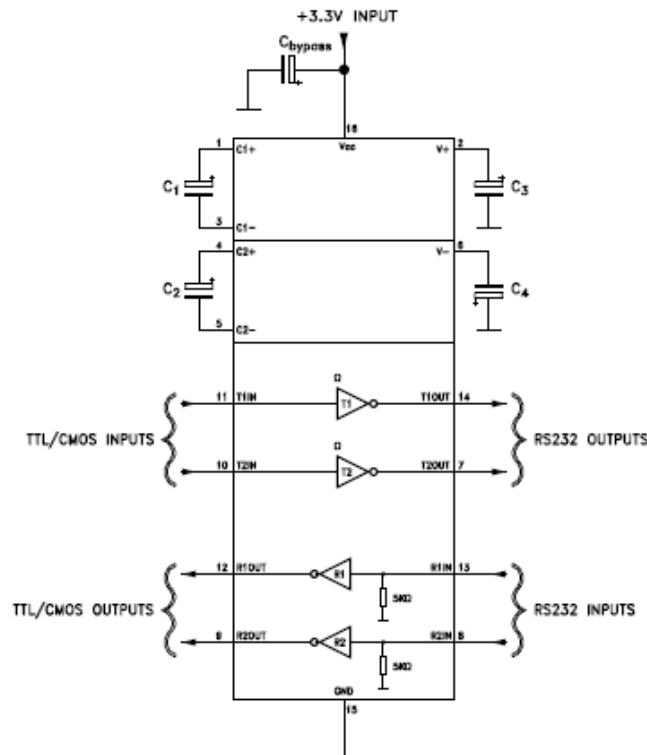 +3.3V INPUT
Cbypass
16
Vcc
1 C1+
V+ 2
C1
C3
3 C1-
4 C2+
V- 6
C2
C4
5 C2-
Ω
11 T1IN
T1
T1OUT 14
TTL/CMOS INPUTS
RS232 OUTPUTS
Ω
10 T2IN
T2
T2OUT 7
12 R1OUT
R1
R1IN 13
5KΩ
TTL/CMOS OUTPUTS
RS232 INPUTS
9 R2OUT
R2
R2IN 8
5KΩ
GND
15